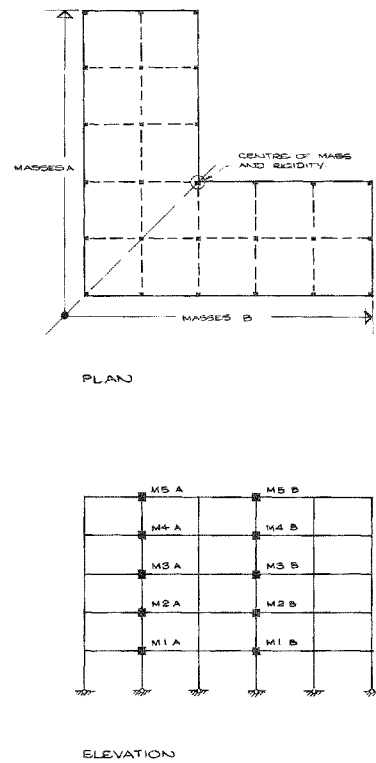 CENTRE OF MASS
AND RIGIDITY
MASSES A
MASSES B
PLAN
M5 A M5 B
M4 A M4 B
M3 A M3 B
M2 A M2 B
M1 A M1 B
ELEVATION